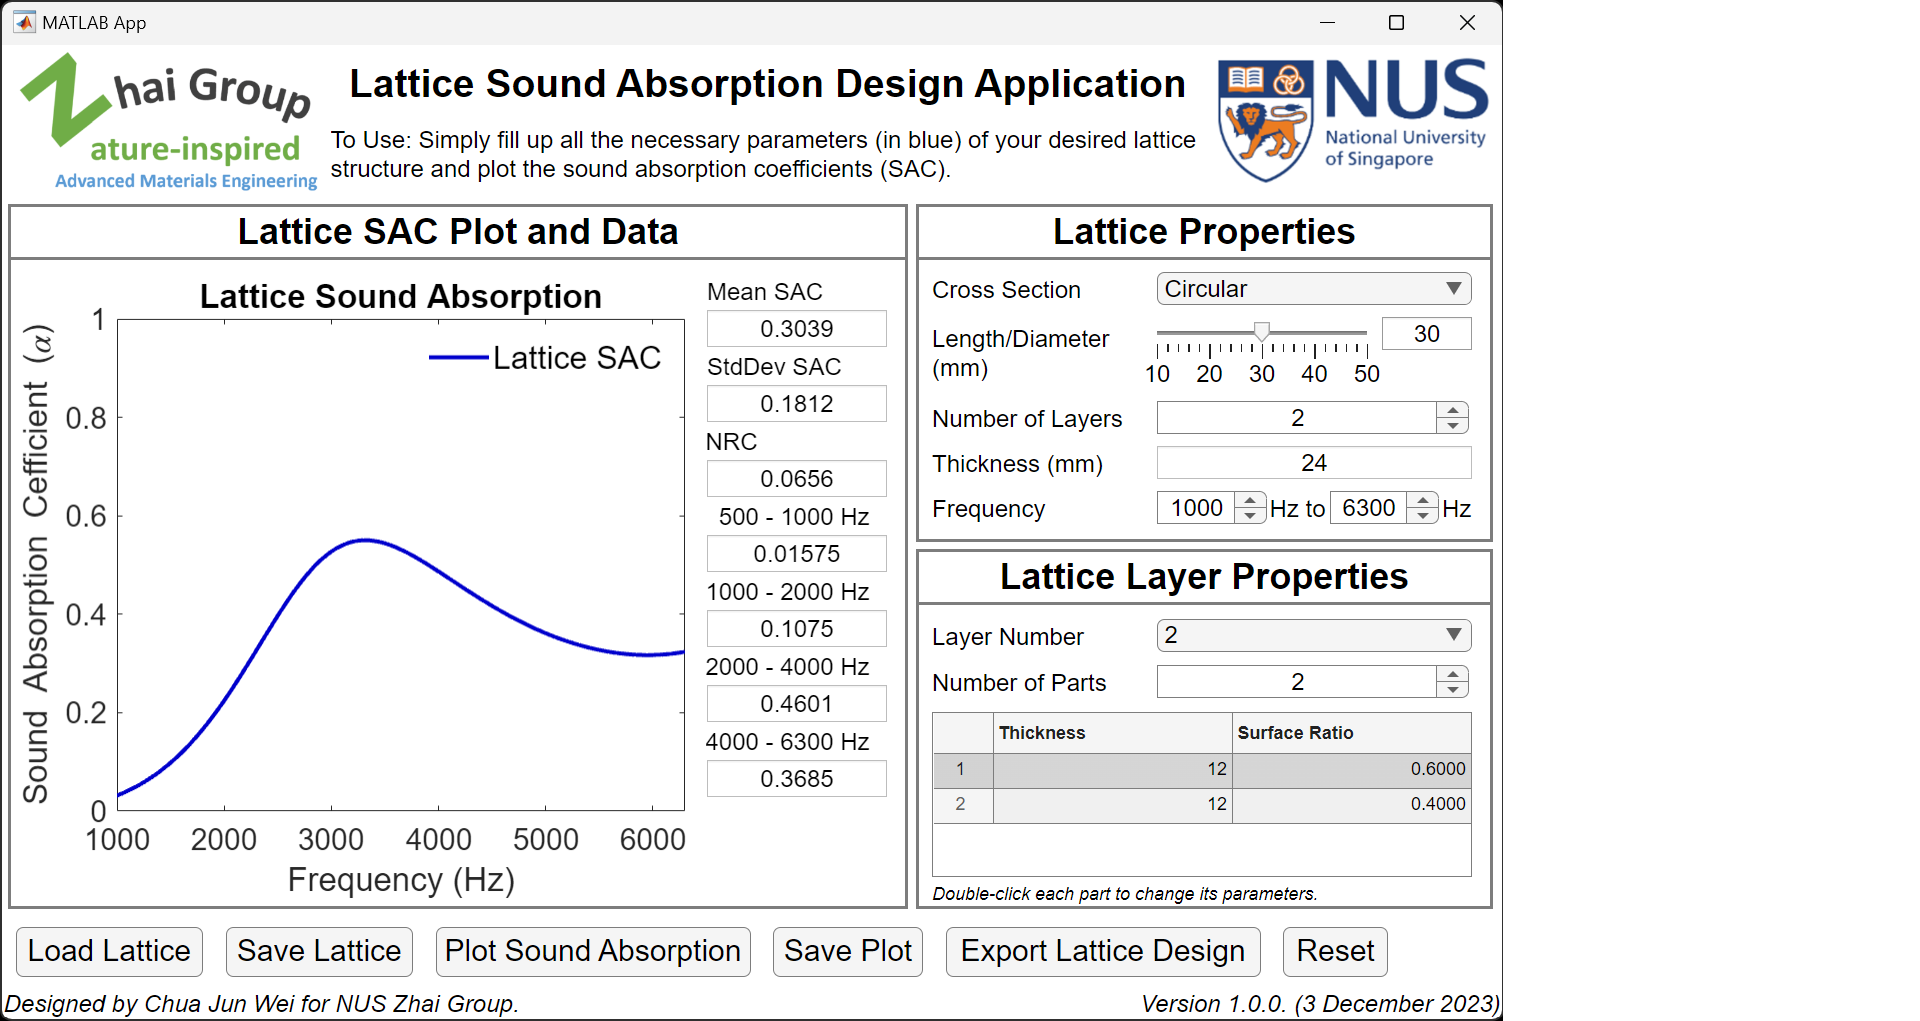 MATLAB App
Zhai Group
ature-inspired
Advanced Materials Engineering
Lattice Sound Absorption Design Application
To Use: Simply fill up all the necessary parameters (in blue) of your desired lattice
structure and plot the sound absorption coefficients (SAC).
NUS
National University
of Singapore
Lattice SAC Plot and Data
Lattice Sound Absorption
Lattice SAC
Sound Absorption Cefficient (α)
1
0.8
0.6
0.4
0.2
0
1000 2000 3000 4000 5000 6000
Frequency (Hz)
Mean SAC
0.3039
StdDev SAC
0.1812
NRC
0.0656
500 - 1000 Hz
0.01575
1000 - 2000 Hz
0.1075
2000 - 4000 Hz
0.4601
4000 - 6300 Hz
0.3685
Lattice Properties
Cross Section Circular
Length/Diameter
(mm)
10 20 30 40 50
30
Number of Layers 2
Thickness (mm) 24
Frequency 1000 Hz to 6300 Hz
Lattice Layer Properties
Layer Number 2
Number of Parts 2
Thickness Surface Ratio
1 12 0.6000
2 12 0.4000
Double-click each part to change its parameters.
Load Lattice Save Lattice Plot Sound Absorption Save Plot Export Lattice Design Reset
Designed by Chua Jun Wei for NUS Zhai Group.
Version 1.0.0. (3 December 2023)